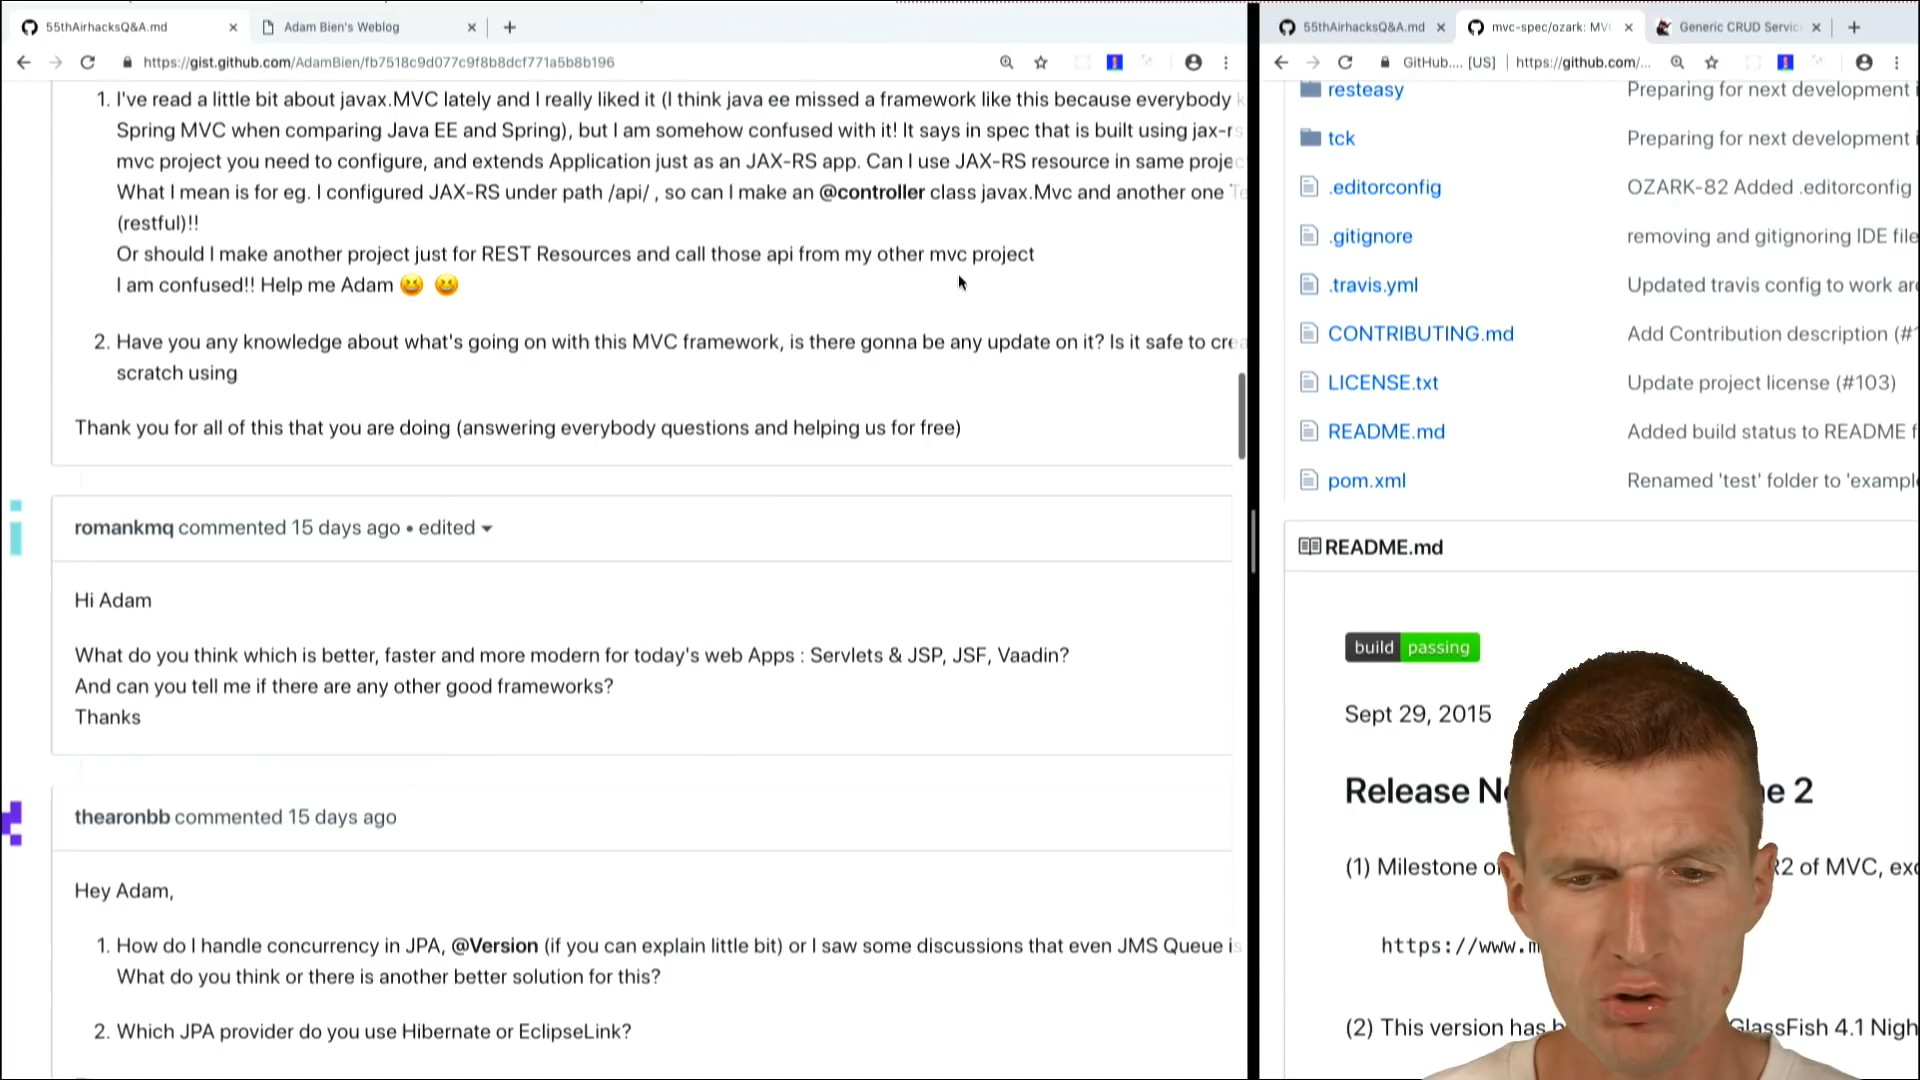 55thAirhacksQ&A.md
Adam Bien's Weblog
https://gist.github.com/AdamBien/fb7518c9d077c9f8b8dcf771a5b8b196
1. I've read a little bit about javax.MVC lately and I really liked it (I think java ee missed a framework like this because everybody
Spring MVC when comparing Java EE and Spring), but I am somehow confused with it! It says in spec that is built using jax-rs
mvc project you need to configure, and extends Application just as an JAX-RS app. Can I use JAX-RS resource in same projec
What I mean is for eg. I configured JAX-RS under path /api/ , so can I make an @controller class javax.Mvc and another one Te
(restful)!!
Or should I make another project just for REST Resources and call those api from my other mvc project
I am confused!! Help me Adam 😆 😆
2. Have you any knowledge about what's going on with this MVC framework, is there gonna be any update on it? Is it safe to crea
scratch using
Thank you for all of this that you are doing (answering everybody questions and helping us for free)
romankmq commented 15 days ago • edited
Hi Adam
What do you think which is better, faster and more modern for today's web Apps : Servlets & JSP, JSF, Vaadin?
And can you tell me if there are any other good frameworks?
Thanks
thearonbb commented 15 days ago
Hey Adam,
1. How do I handle concurrency in JPA, @Version (if you can explain little bit) or I saw some discussions that even JMS Queue is
What do you think or there is another better solution for this?
2. Which JPA provider do you use Hibernate or EclipseLink?
55thAirhacksQ&A.md
mvc-spec/ozark: MV
Generic CRUD Servic
GitHub.... [US] https://github.com/...
resteasy Preparing for next development i
tck Preparing for next development i
.editorconfig OZARK-82 Added .editorconfig
.gitignore removing and gitignoring IDE file
.travis.yml Updated travis config to work aro
CONTRIBUTING.md Add Contribution description (#
LICENSE.txt Update project license (#103)
README.md Added build status to README f
pom.xml Renamed 'test' folder to 'exampl
README.md
build passing
Sept 29, 2015
Release N e 2
(1) Milestone o R2 of MVC, exc
https://www.m
(2) This version has b GlassFish 4.1 Nigh